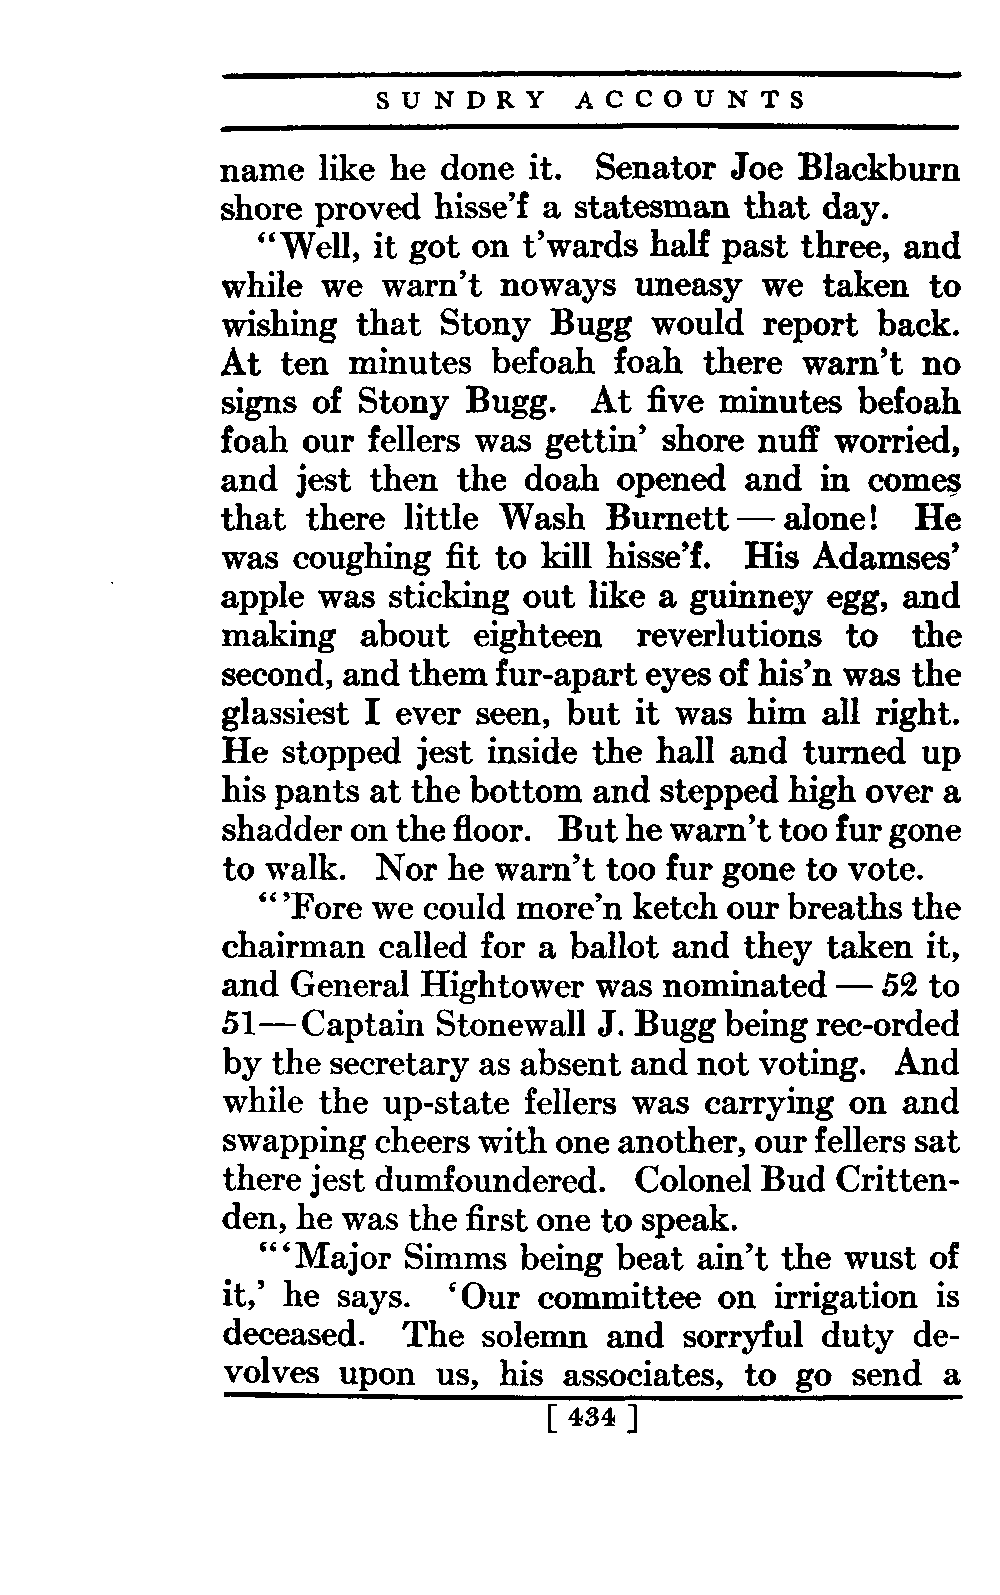 SUNDRY ACCOUNTS
name like he done it. Senator Joe Blackburn
shore proved hisse'f a statesman that day.
"Well, it got on t'wards half past three, and
while we warn't noways uneasy we taken to
wishing that Stony Bugg would report back.
At ten minutes befoah foah there warn't no
signs of Stony Bugg. At five minutes befoah
foah our fellers was gettin' shore nuff worried,
and jest then the doah opened and in comes
that there little Wash Burnett — alone! He
was coughing fit to kill hisse'f. His Adamses'
apple was sticking out like a guinney egg, and
making about eighteen reverlutions to the
second, and them fur-apart eyes of his'n was the
glassiest I ever seen, but it was him all right.
He stopped jest inside the hall and turned up
his pants at the bottom and stepped high over a
shadder on the floor. But he warn't too fur gone
to walk. Nor he warn't too fur gone to vote.
"'Fore we could more'n ketch our breaths the
chairman called for a ballot and they taken it,
and General Hightower was nominated — 52 to
51—Captain Stonewall J. Bugg being rec-orded
by the secretary as absent and not voting. And
while the up-state fellers was carrying on and
swapping cheers with one another, our fellers sat
there jest dumfoundered. Colonel Bud Critten-
den, he was the first one to speak.
"'Major Simms being beat ain't the wust of
it,' he says. 'Our committee on irrigation is
deceased. The solemn and sorryful duty de-
volves upon us, his associates, to go send a
[ 434 ]